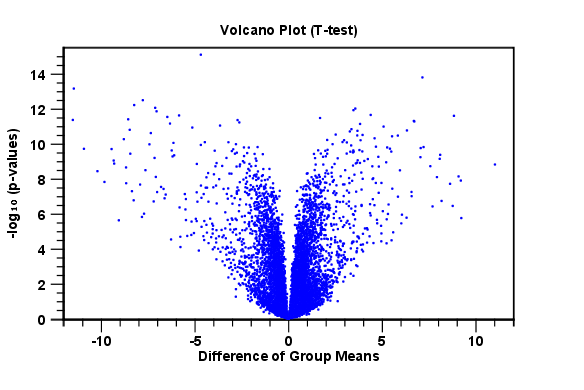 Volcano Plot (T-test)
-log₁₀ (p-values)
14
12
10
8
6
4
2
0
-10 -5 0 5 10
Difference of Group Means